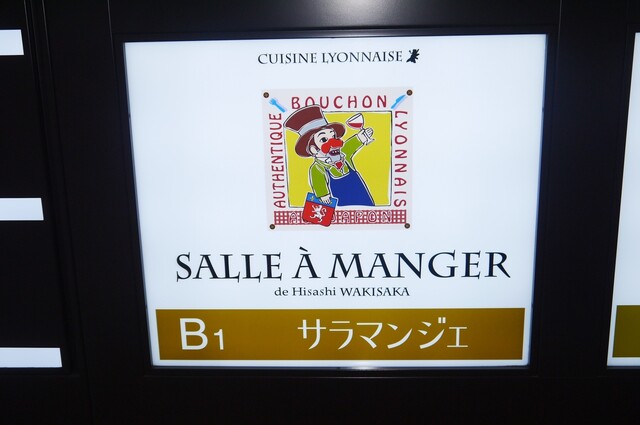 CUISINE LYONNAISE
AUTHENTIQUE
BOUCHON
LYONNAIS
SALLE À MANGER
de Hisashi WAKISAKA
B1 サラマンジェ